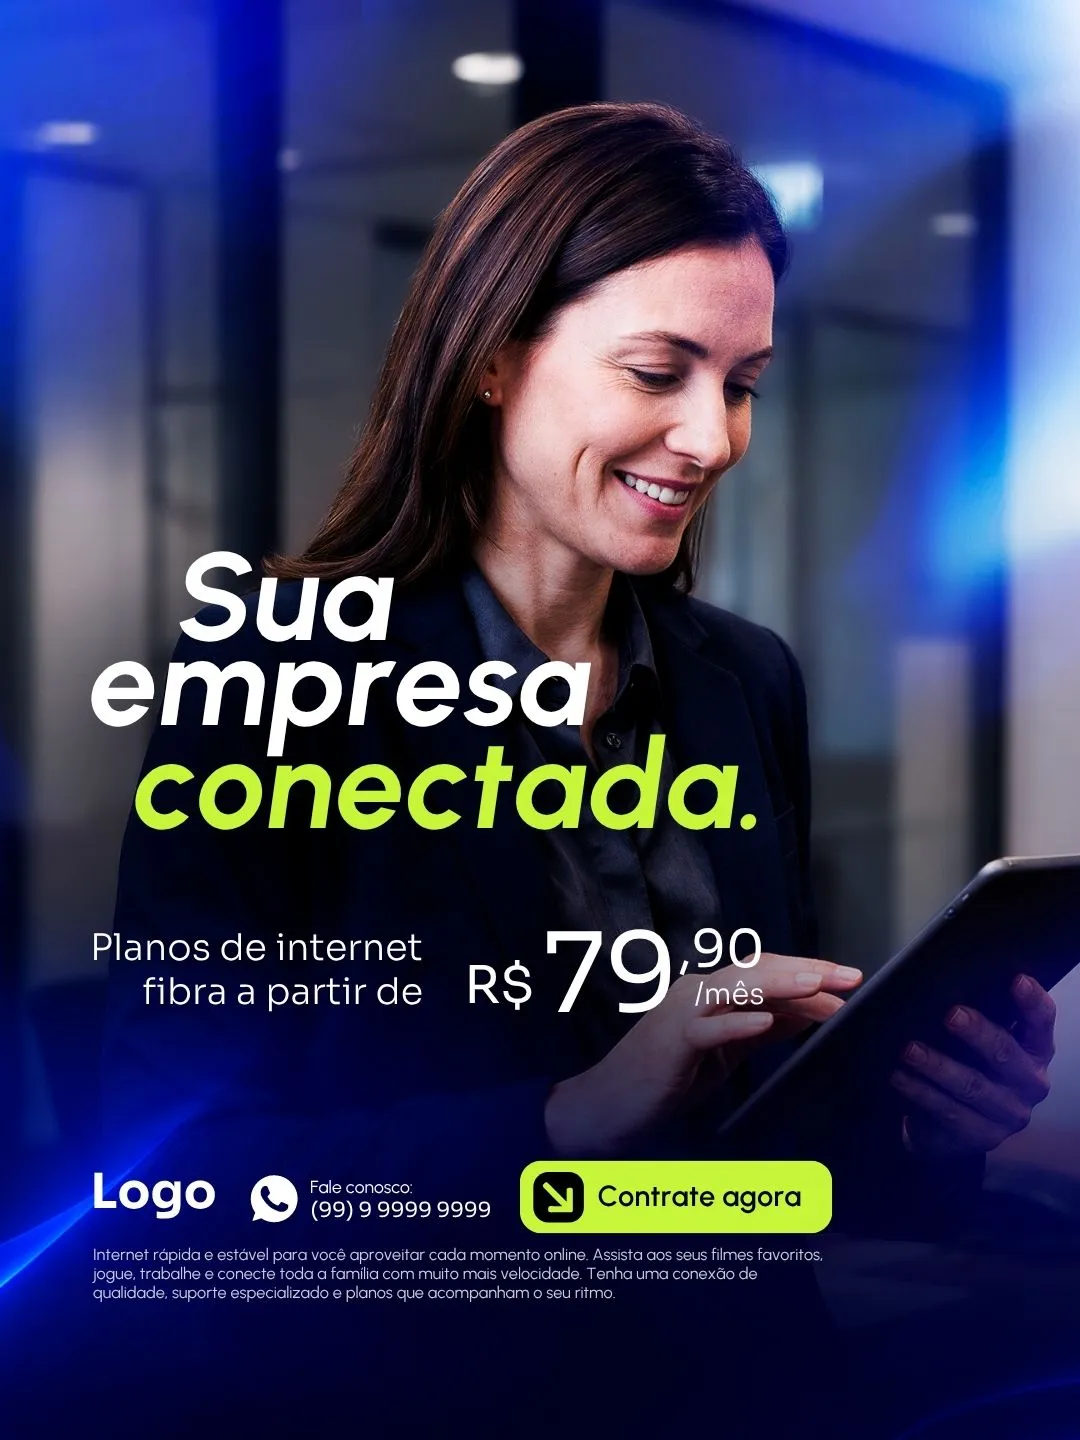 Sua
empresa
conectada.
Planos de internet
fibra a partir de
R$ 79,90
/mês
Logo
Fale conosco:
(99) 9 9999 9999
Contrate agora
Internet rápida e estável para você aproveitar cada momento online. Assista aos seus filmes favoritos,
jogue, trabalhe e conecte toda a família com muito mais velocidade. Tenha uma conexão de
qualidade, suporte especializado e planos que acompanham o seu ritmo.